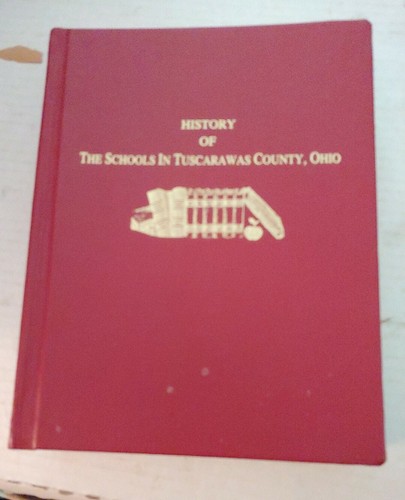 HISTORY
OF
THE SCHOOLS IN TUSCARAWAS COUNTY, OHIO